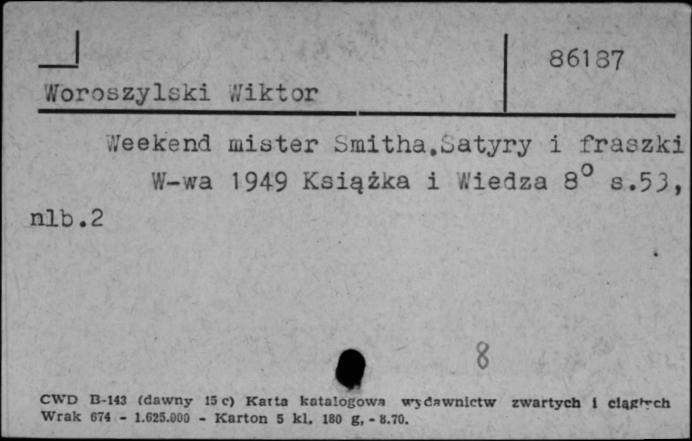 86187
Woroszylski Wiktor
Weekend mister Smitha.Satyry i fraszki
W-wa 1949 Książka i Wiedza 8° s.53,
nlb.2
8
CWD B-143 (dawny 15 c) Karta katalogowa wydawnictw zwartych i ciągłych
Wrak 674 - 1.625.000 - Karton 5 kl. 180 g, - 8.70.